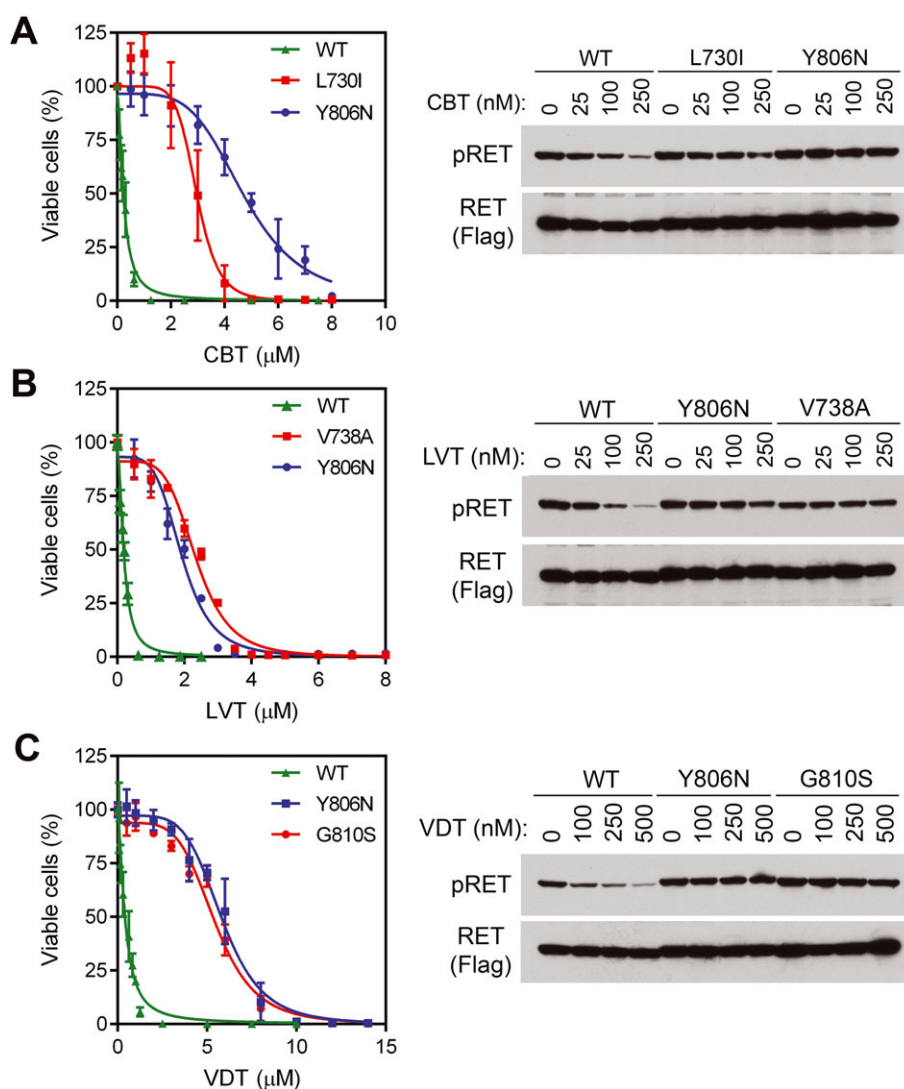 A
125
100
75
50
25
0
Viable cells (%)
0 2 4 6 8 10
CBT (μM)
WT
L730I
Y806N
WT L730I Y806N
CBT (nM): 0 25 100 250 0 25 100 250 0 25 100 250
pRET
RET
(Flag)
B
125
100
75
50
25
0
Viable cells (%)
0 2 4 6 8
LVT (μM)
WT
V738A
Y806N
WT Y806N V738A
LVT (nM): 0 25 100 250 0 25 100 250 0 25 100 250
pRET
RET
(Flag)
C
125
100
75
50
25
0
Viable cells (%)
0 5 10 15
VDT (μM)
WT
Y806N
G810S
WT Y806N G810S
VDT (nM): 0 100 250 500 0 100 250 500 0 100 250 500
pRET
RET
(Flag)